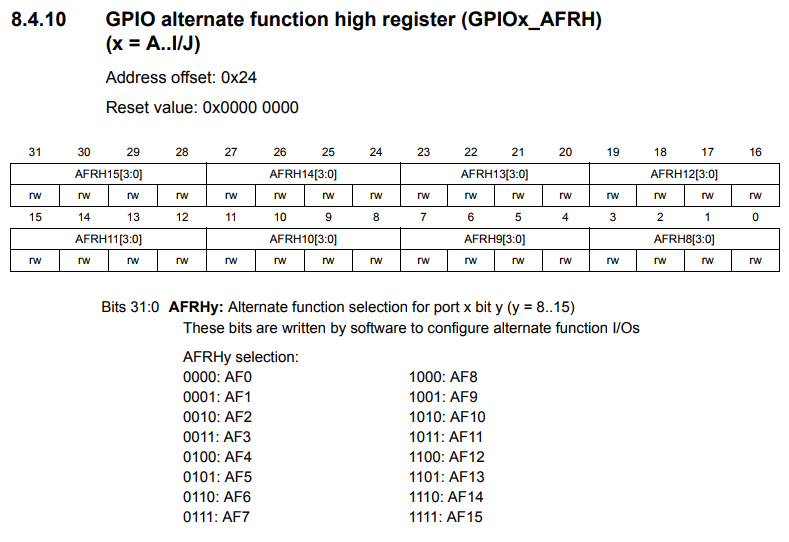 8.4.10 GPIO alternate function high register (GPIOx_AFRH)
(x = A..I/J)
Address offset: 0x24
Reset value: 0x0000 0000
31 30 29 28 27 26 25 24 23 22 21 20 19 18 17 16
AFRH15[3:0] AFRH14[3:0] AFRH13[3:0] AFRH12[3:0]
rw rw rw rw rw rw rw rw rw rw rw rw rw rw rw rw
15 14 13 12 11 10 9 8 7 6 5 4 3 2 1 0
AFRH11[3:0] AFRH10[3:0] AFRH9[3:0] AFRH8[3:0]
rw rw rw rw rw rw rw rw rw rw rw rw rw rw rw rw
Bits 31:0 AFRHy: Alternate function selection for port x bit y (y = 8..15)
These bits are written by software to configure alternate function I/Os
AFRHy selection:
0000: AF0 1000: AF8
0001: AF1 1001: AF9
0010: AF2 1010: AF10
0011: AF3 1011: AF11
0100: AF4 1100: AF12
0101: AF5 1101: AF13
0110: AF6 1110: AF14
0111: AF7 1111: AF15